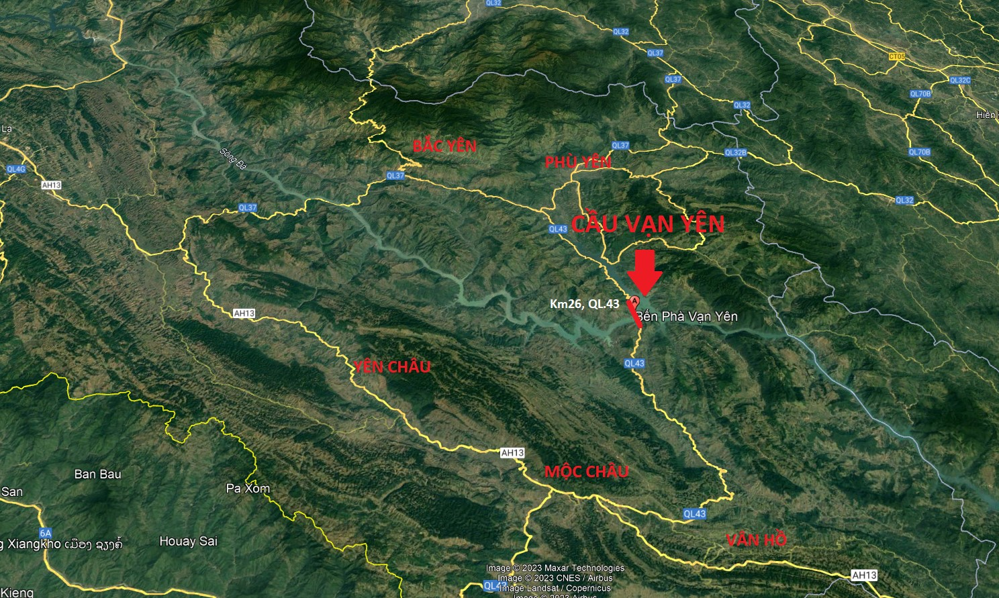 QL32
QL32
QL37
CT05
QL37
QL32C
QL70B
QL32
Hiền
La
BẮC YÊN
QL37
QL32B
QL70B
Sông Đà
PHÙ YÊN
QL4G
AH13
QL37
QL32
QL37
CẦU VẠN YÊN
QL43
Km26, QL.43
A
Bến Phà Vạn Yên
AH13
QL43
YÊN CHÂU
AH13
MỘC CHÂU
Ban Bau
Pa Xom
San
QL43
6A
Xiangkho ເມືອງ ຊຽງຄໍ້
Houay Sai
VÂN HỒ
Image © 2023 Maxar Technologies
AH13
Image © 2023 CNES / Airbus
QL43
Image Landsat / Copernicus
Image © 2023 Airbus
Kieng